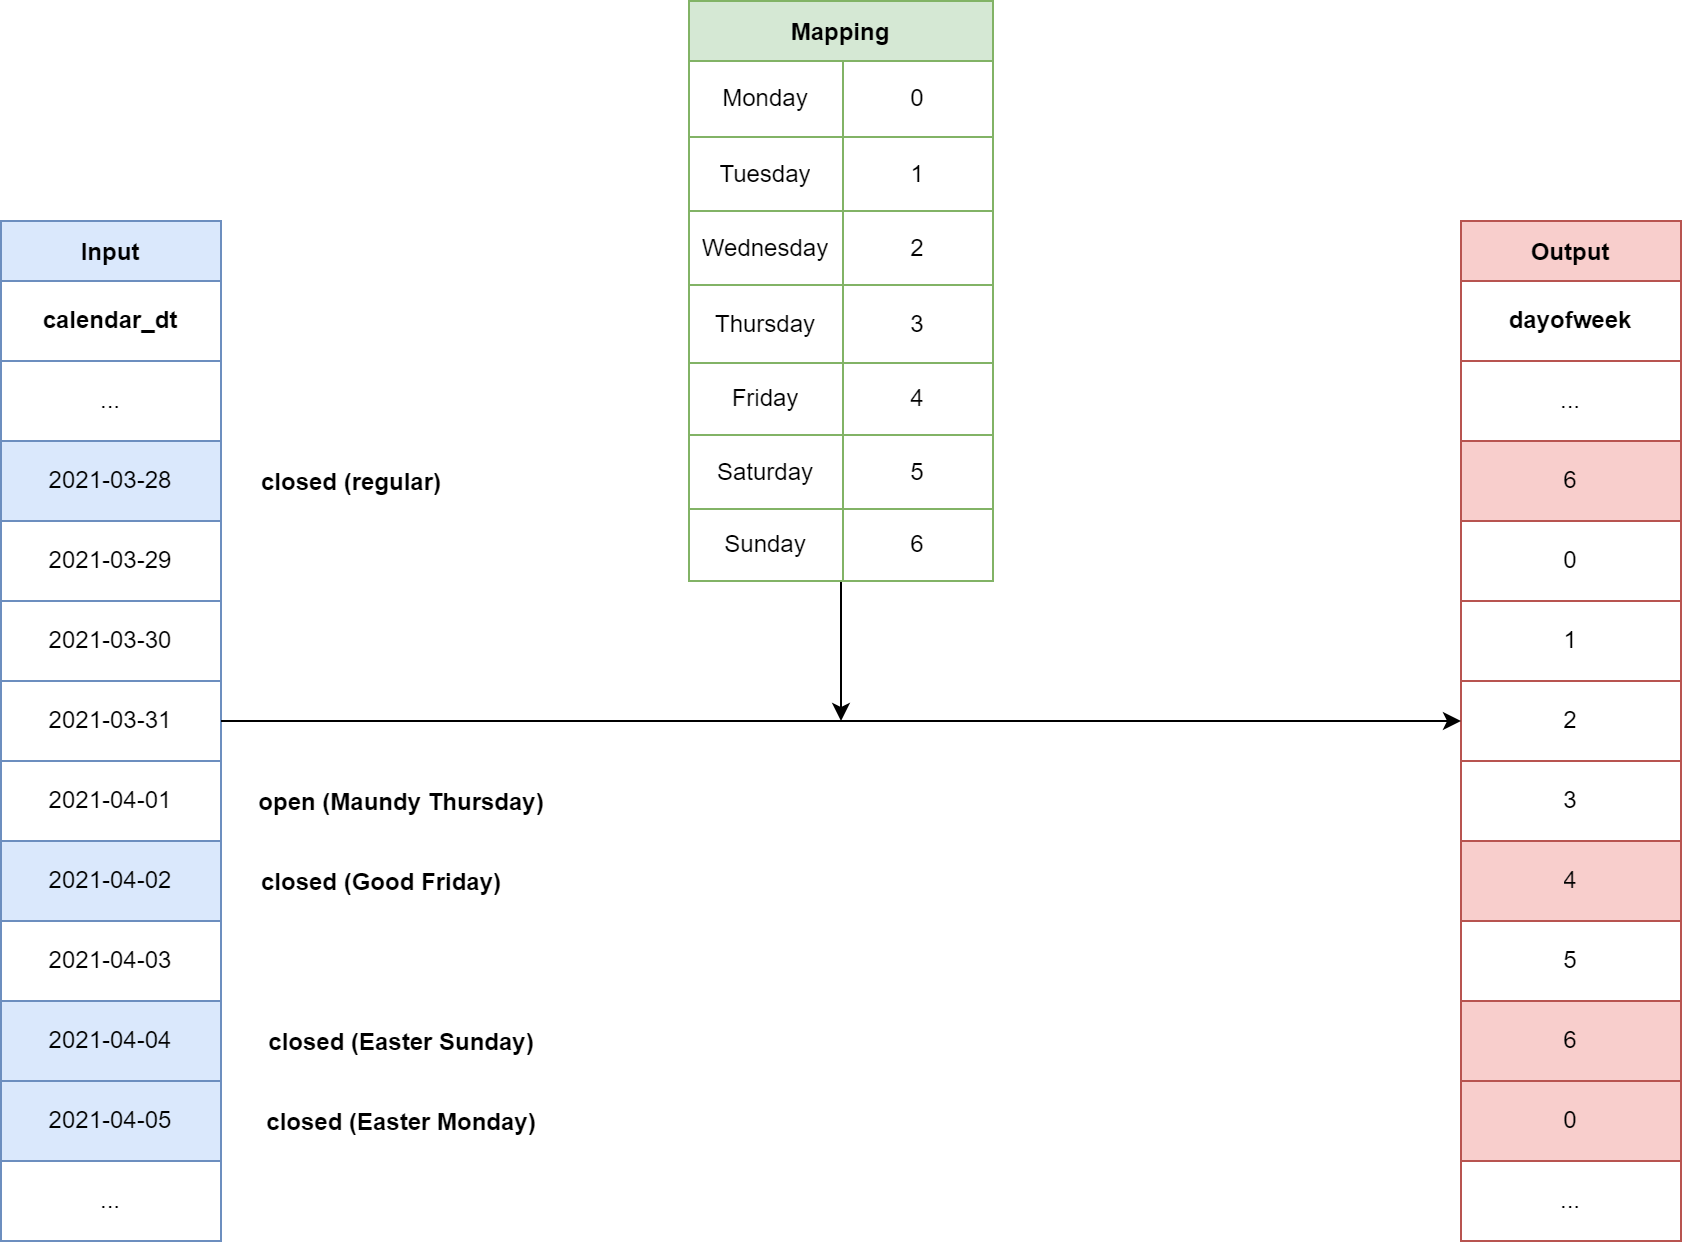 Mapping
Monday 0
Tuesday 1
Wednesday 2
Thursday 3
Friday 4
Saturday 5
Sunday 6
Input
calendar_dt
...
2021-03-28 closed (regular)
2021-03-29
2021-03-30
2021-03-31
2021-04-01 open (Maundy Thursday)
2021-04-02 closed (Good Friday)
2021-04-03
2021-04-04 closed (Easter Sunday)
2021-04-05 closed (Easter Monday)
...
Output
dayofweek
...
6
0
1
2
3
4
5
6
0
...